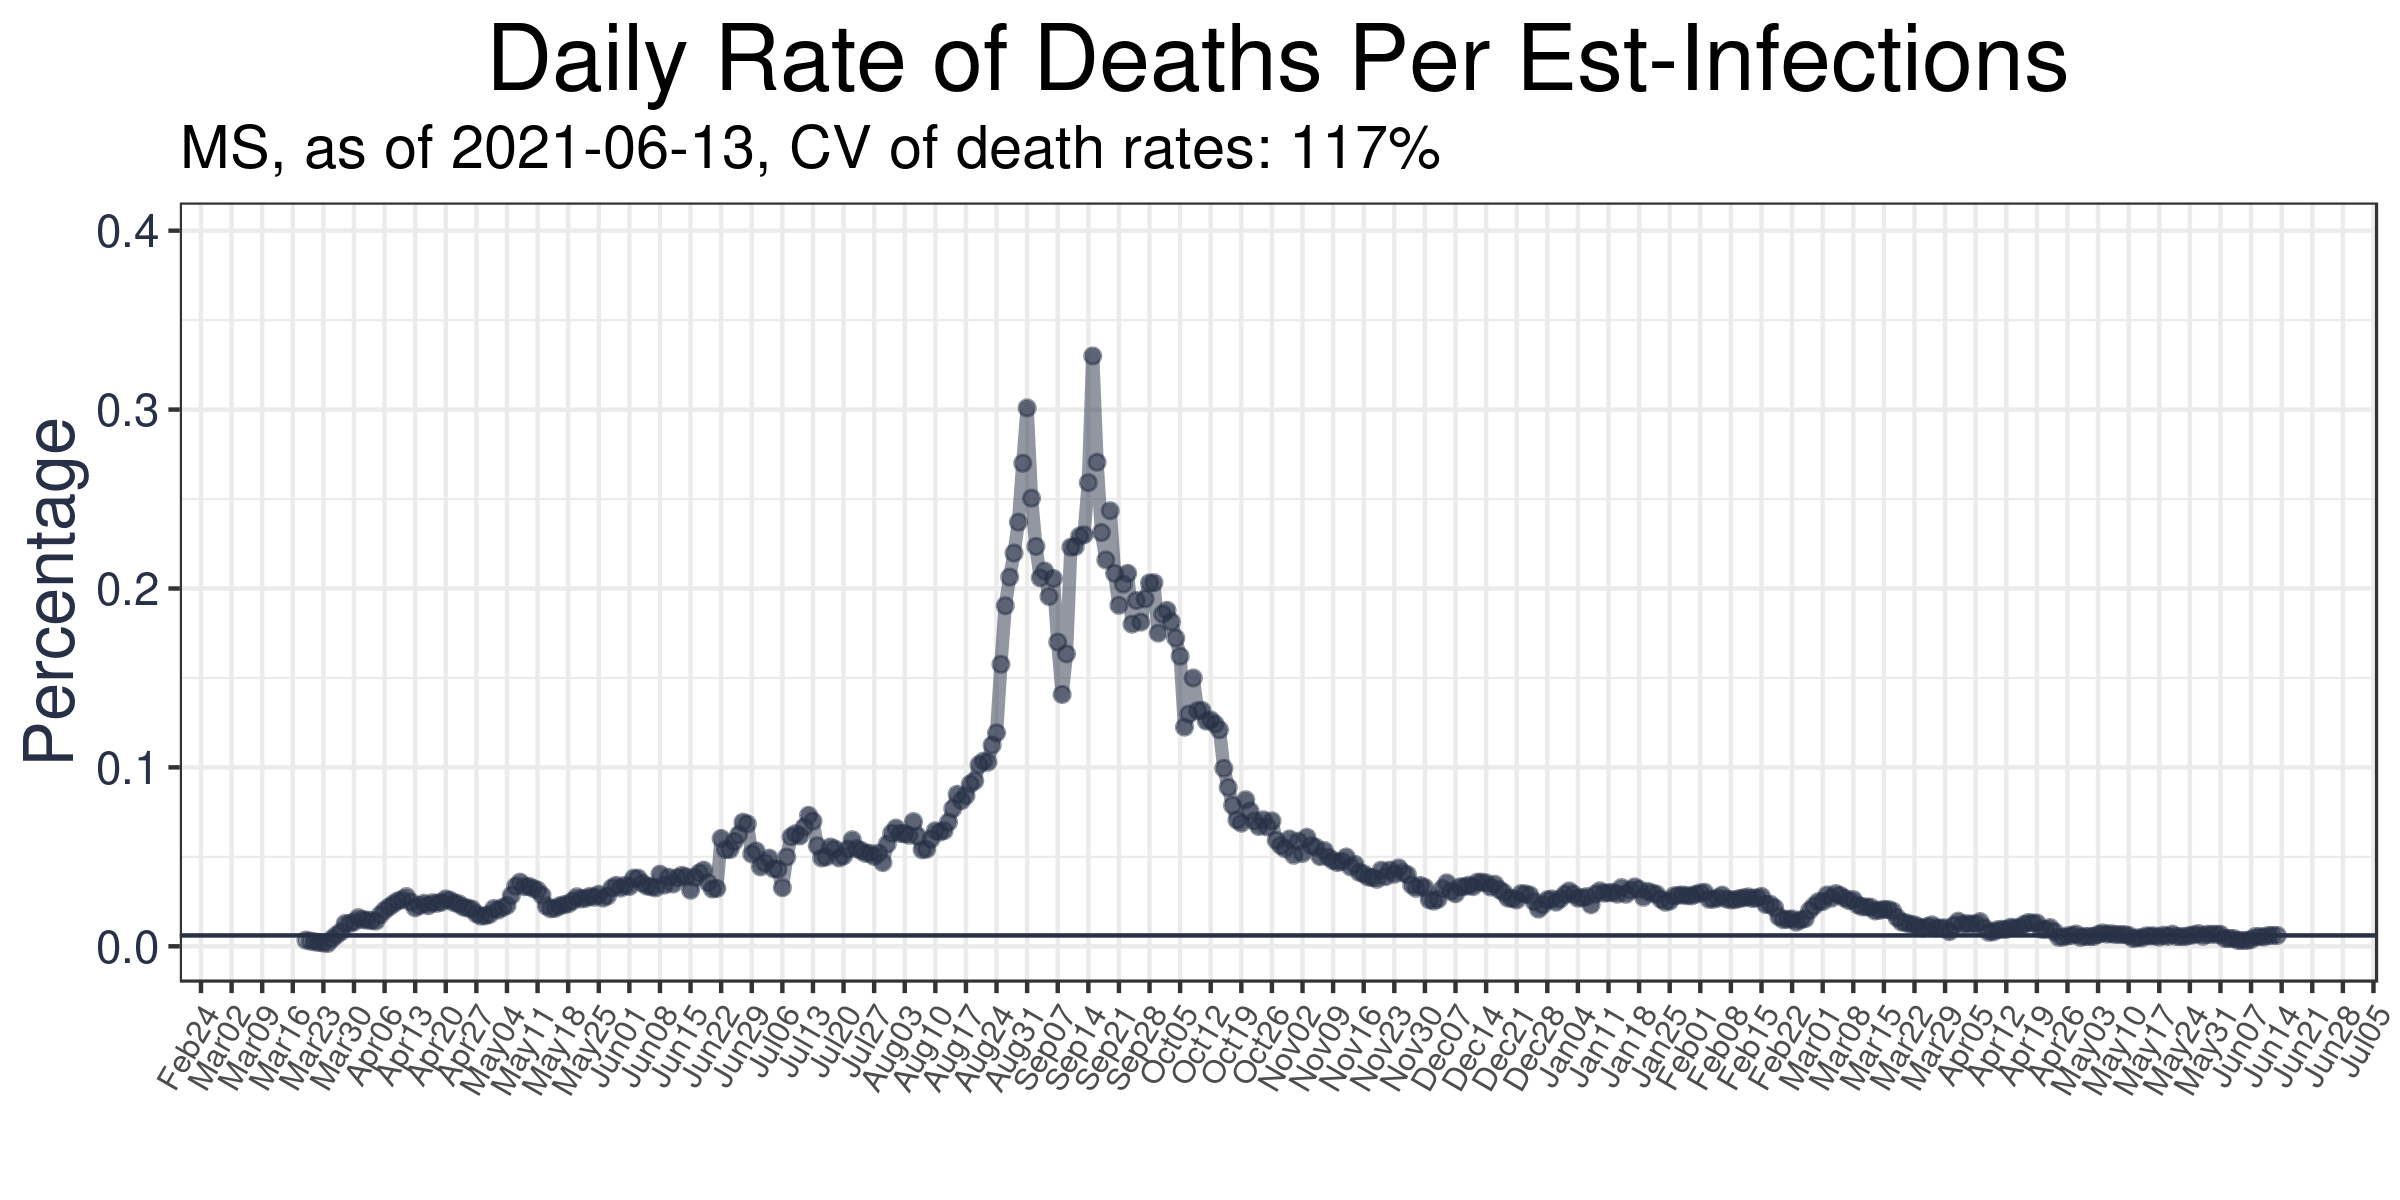 Daily Rate of Deaths Per Est-Infections
MS, as of 2021-06-13, CV of death rates: 117%
Percentage
0.4
0.3
0.2
0.1
0.0
Feb24
Mar02
Mar09
Mar16
Mar23
Mar30
Apr06
Apr13
Apr20
Apr27
May04
May11
May18
May25
Jun01
Jun08
Jun15
Jun22
Jun29
Jul06
Jul13
Jul20
Jul27
Aug03
Aug10
Aug17
Aug24
Aug31
Sep07
Sep14
Sep21
Sep28
Oct05
Oct12
Oct19
Oct26
Nov02
Nov09
Nov16
Nov23
Nov30
Dec07
Dec14
Dec21
Dec28
Jan04
Jan11
Jan18
Jan25
Feb01
Feb08
Feb15
Feb22
Mar01
Mar08
Mar15
Mar22
Mar29
Apr05
Apr12
Apr19
Apr26
May03
May10
May17
May24
May31
Jun07
Jun14
Jun21
Jun28
Jul05